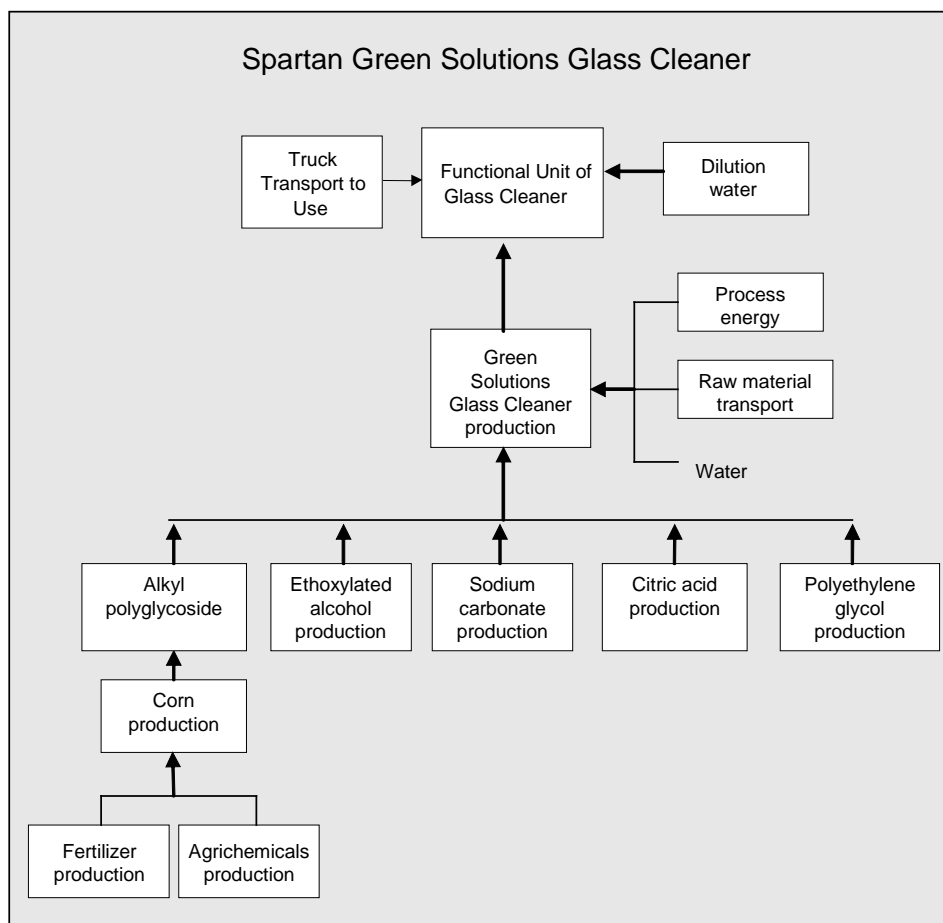 Spartan Green Solutions Glass Cleaner
Truck
Transport to
Use
Functional Unit of
Glass Cleaner
Dilution
water
Process
energy
Green
Solutions
Glass Cleaner
production
Raw material
transport
Water
Alkyl
polyglycoside
Ethoxylated
alcohol
production
Sodium
carbonate
production
Citric acid
production
Polyethylene
glycol
production
Corn
production
Fertilizer
production
Agrichemicals
production